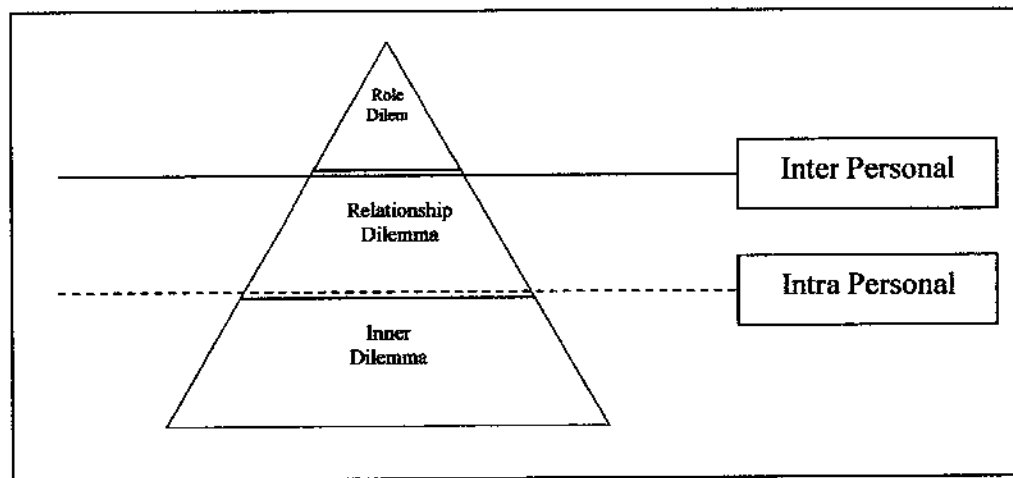 Role
Dilem
Inter Personal
Relationship
Dilemma
Intra Personal
Inner
Dilemma